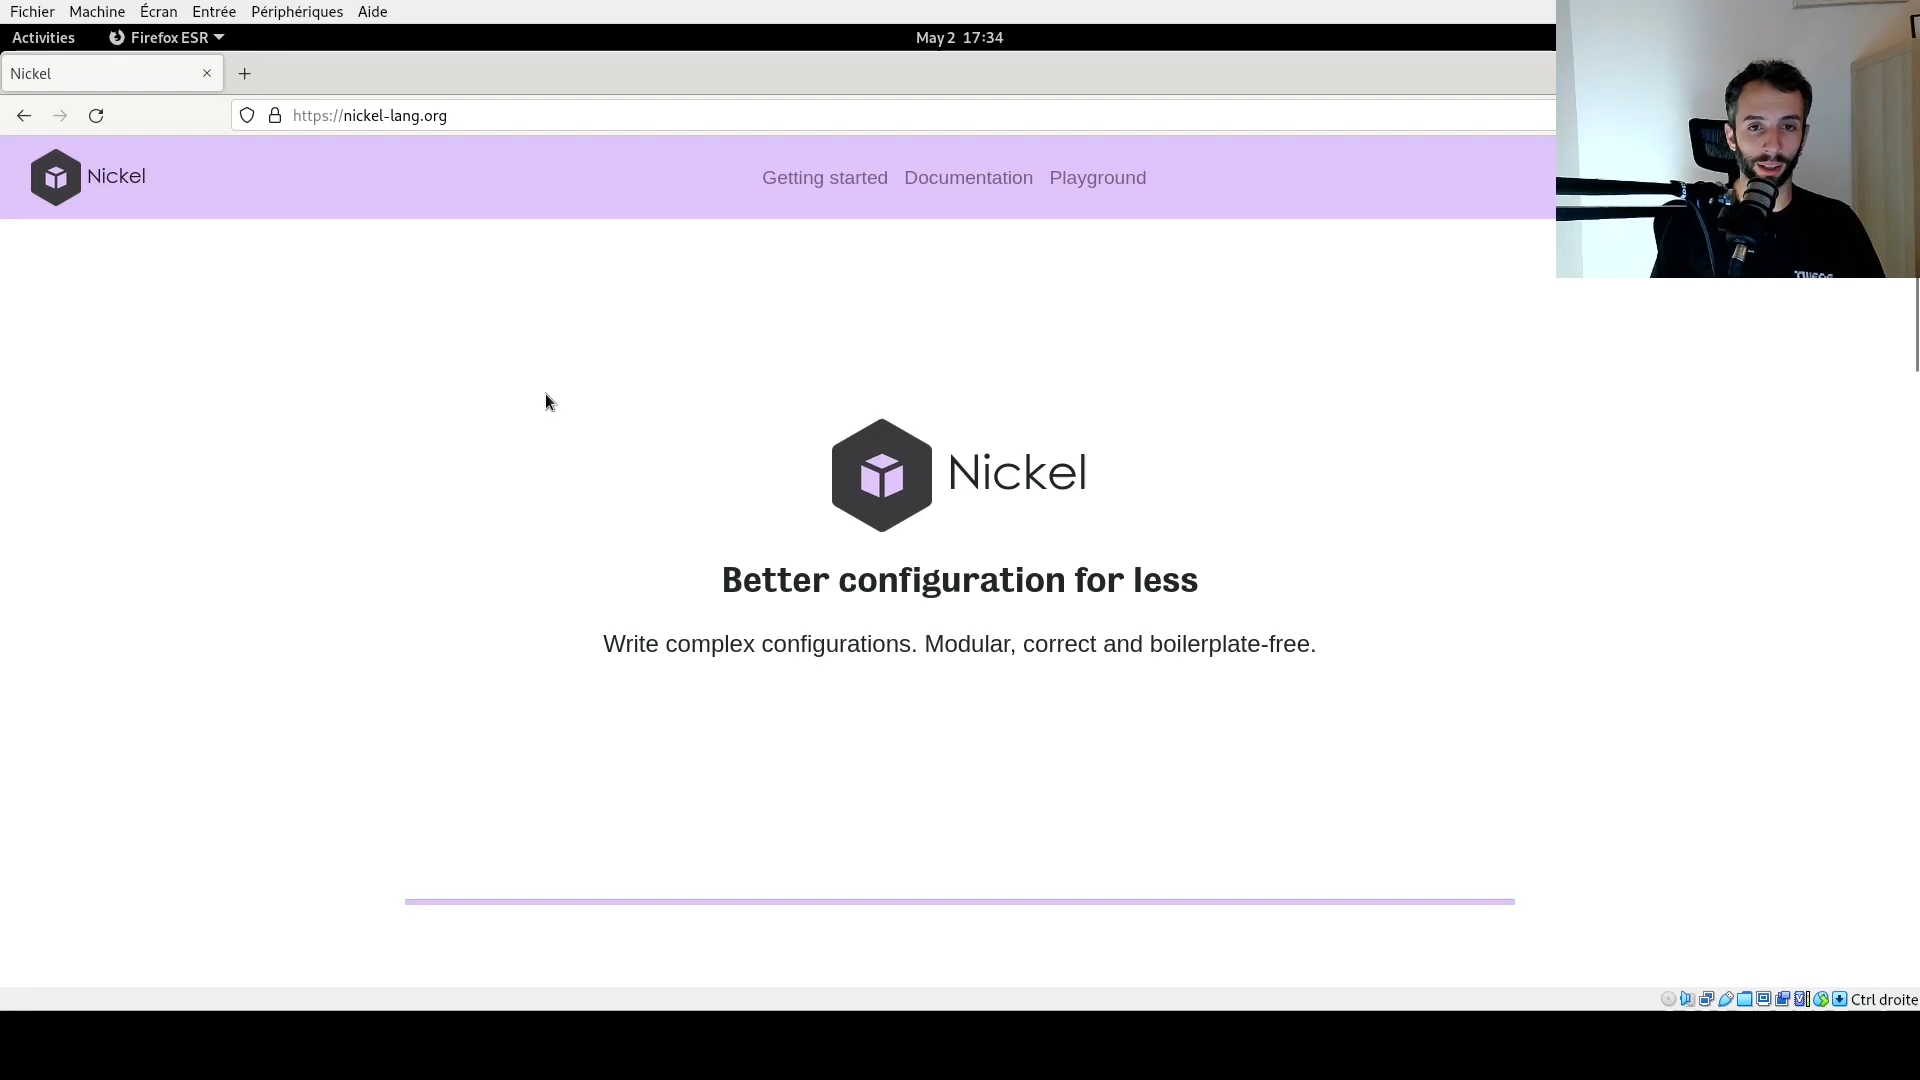 Fichier Machine Écran Entrée Périphériques Aide
Activities Firefox ESR May 2 17:34
Nickel
https://nickel-lang.org
Nickel Getting started Documentation Playground
Nickel
Better configuration for less
Write complex configurations. Modular, correct and boilerplate-free.
Ctrl droite